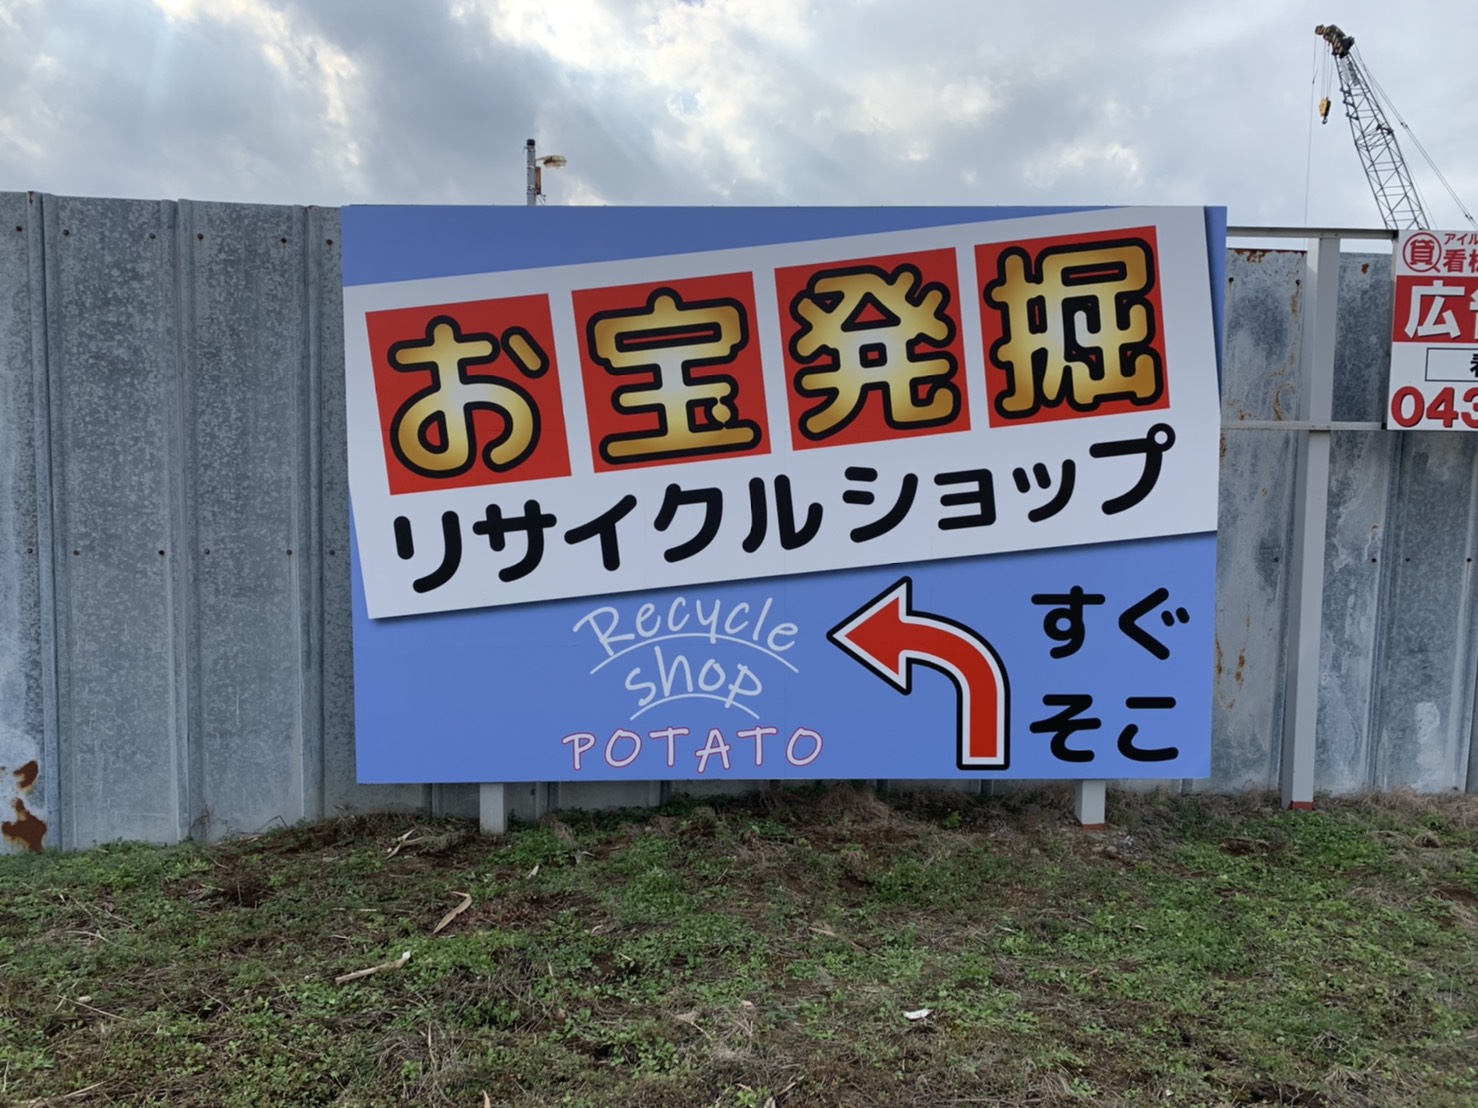 お宝発掘
リサイクルショップ
Recycle
shop
POTATO
すぐ
そこ
貸
043